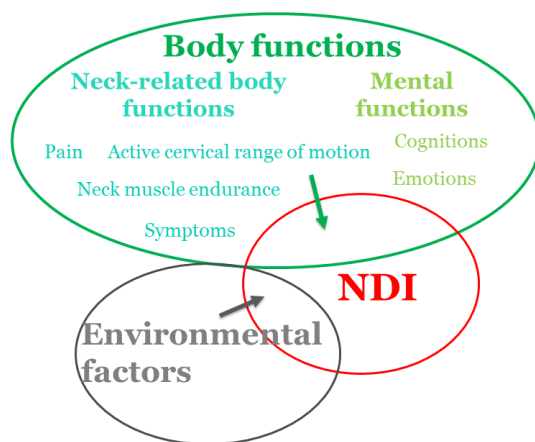 Body functions
Neck-related body
functions
Mental
functions
Pain
Active cervical range of motion
Cognitions
Neck muscle endurance
Emotions
Symptoms
NDI
Environmental
factors